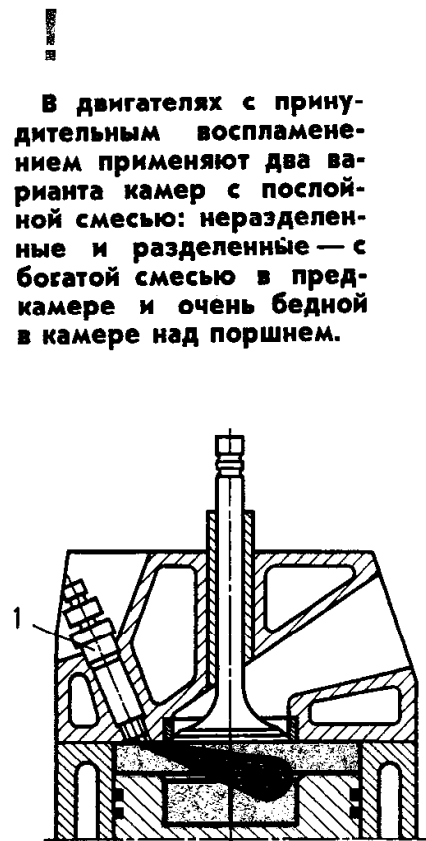 !
В двигателях с прину-
дительным воспламене-
нием применяют два ва-
рианта камер с послой-
ной смесью: неразделен-
ные и разделенные — с
богатой смесью в пред-
камере и очень бедной
в камере над поршнем.
1